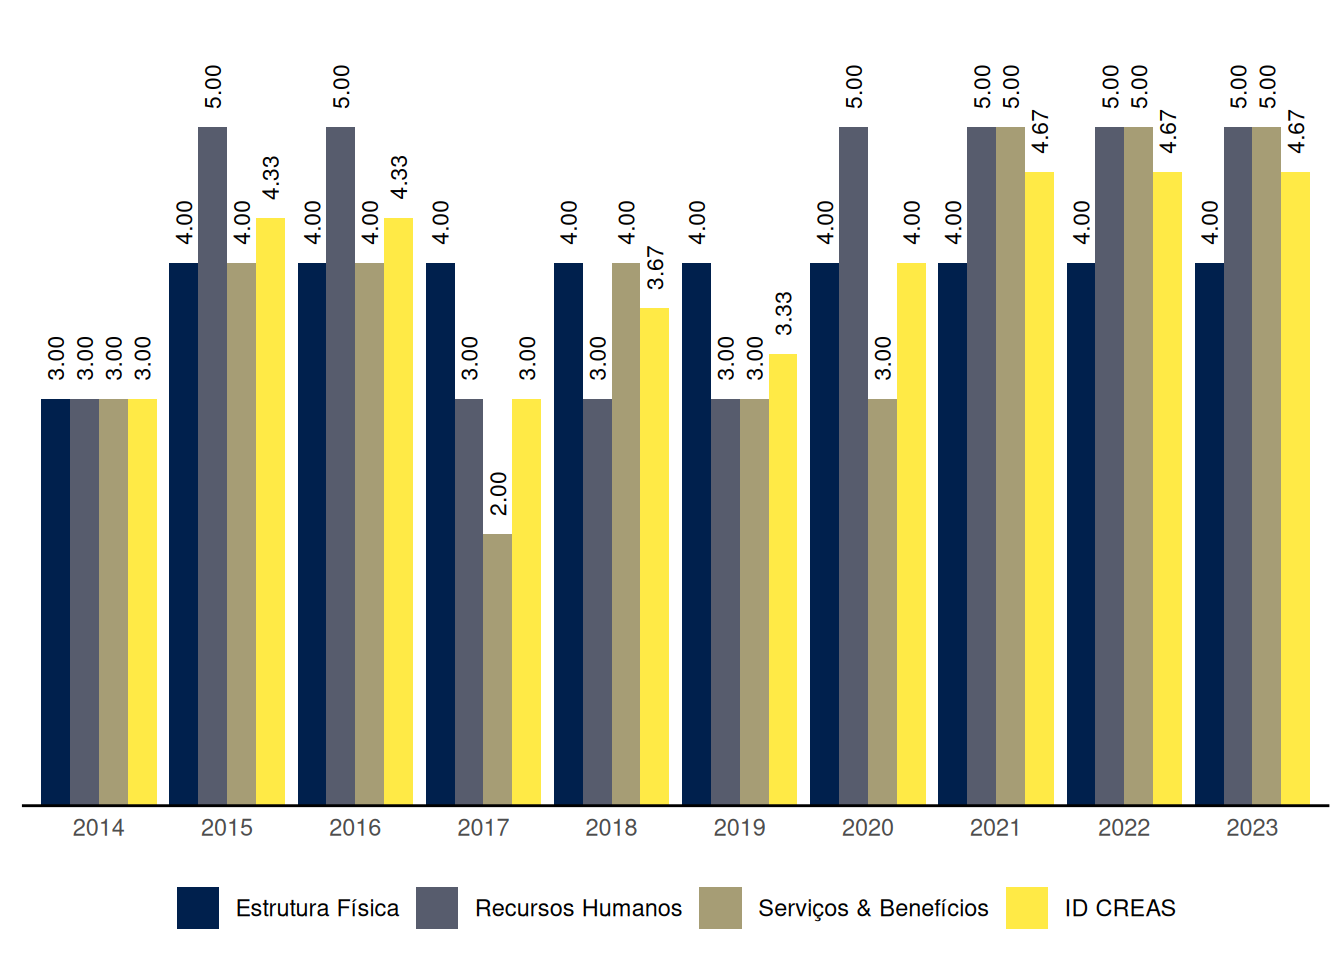 3.00 3.00 3.00 3.00
4.00 5.00 4.00 4.33
4.00 5.00 4.00 4.33
4.00 3.00 2.00 3.00
4.00 3.00 4.00 3.67
4.00 3.00 3.00 3.33
4.00 5.00 3.00 4.00
4.00 5.00 5.00 4.67
4.00 5.00 5.00 4.67
4.00 5.00 5.00 4.67
2014 2015 2016 2017 2018 2019 2020 2021 2022 2023
Estrutura Física Recursos Humanos Serviços & Benefícios ID CREAS